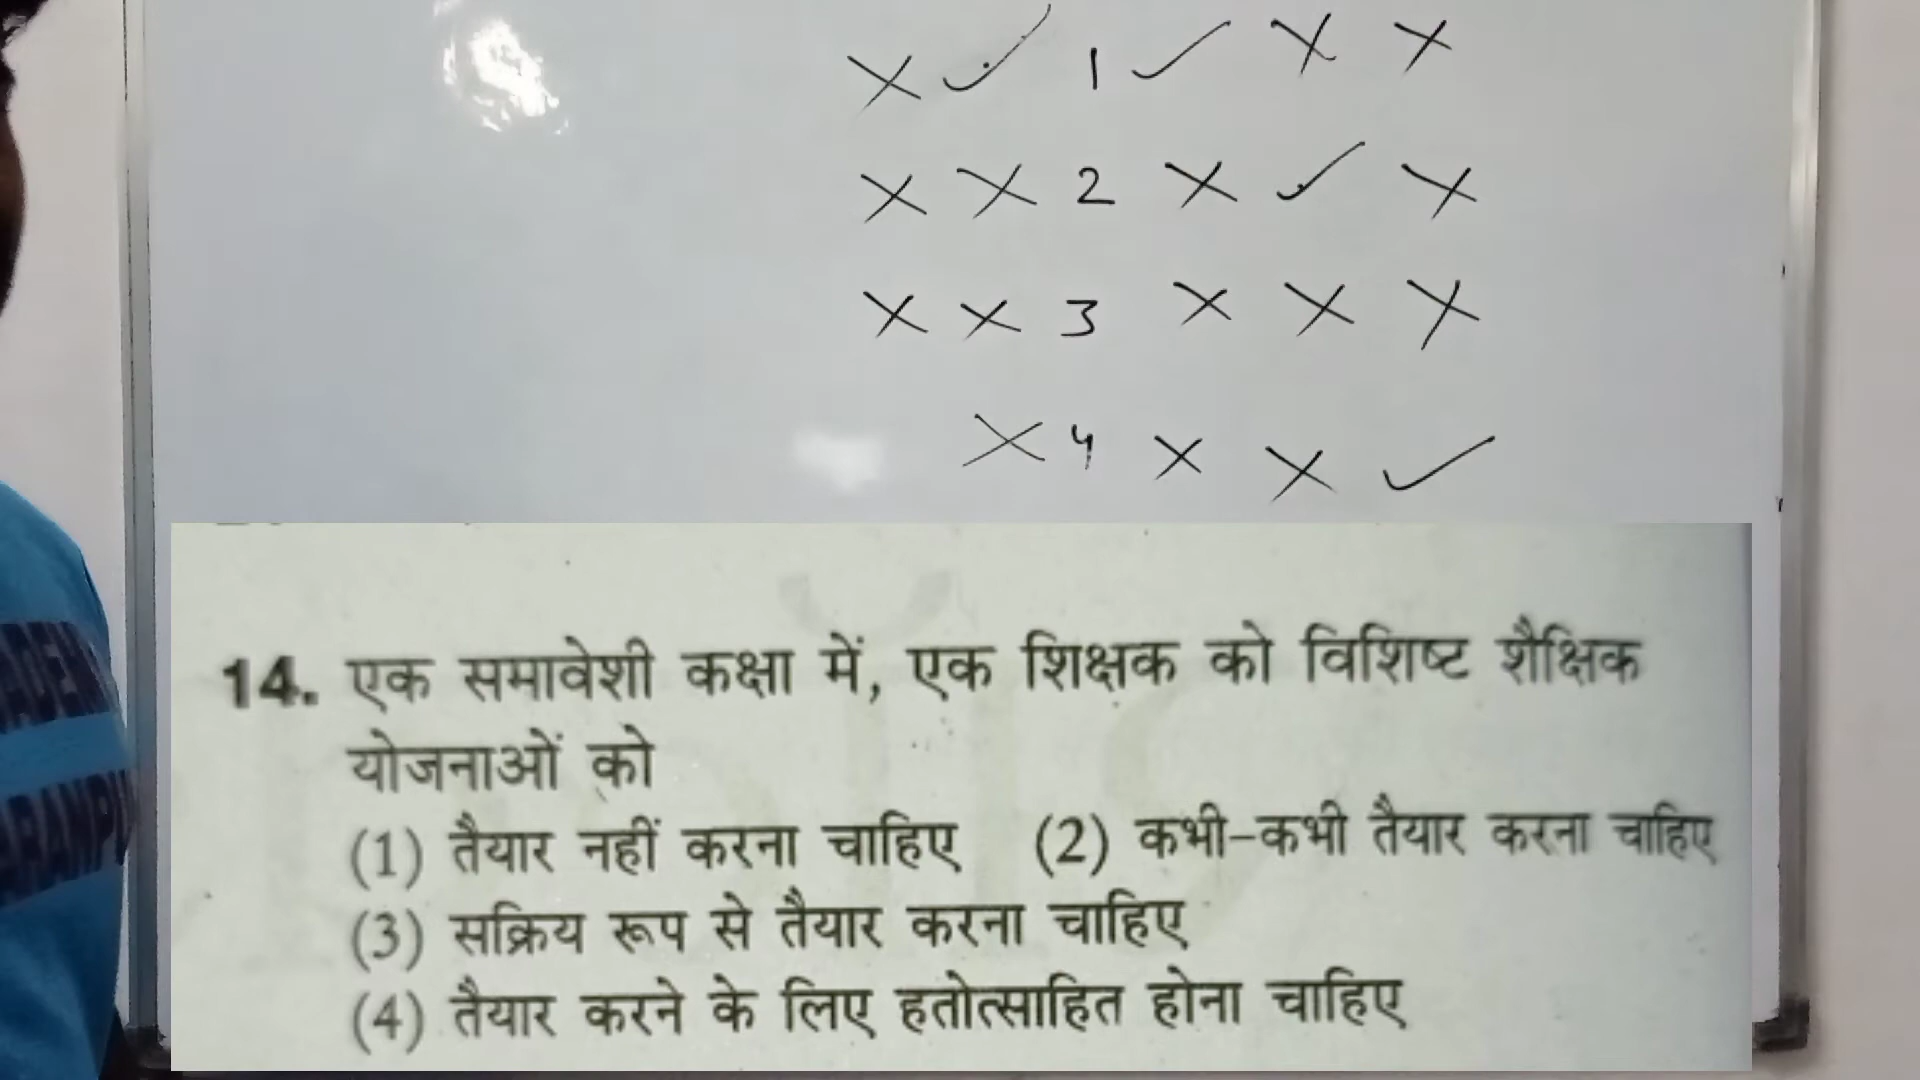 × ✓ 1 ✓ × ×
× × 2 × ✓ ×
× × 3 × × ×
× 4 × × ✓
14. एक समावेशी कक्षा में, एक शिक्षक को विशिष्ट शैक्षिक
योजनाओं को
(1) तैयार नहीं करना चाहिए (2) कभी-कभी तैयार करना चाहिए
(3) सक्रिय रूप से तैयार करना चाहिए
(4) तैयार करने के लिए हतोत्साहित होना चाहिए